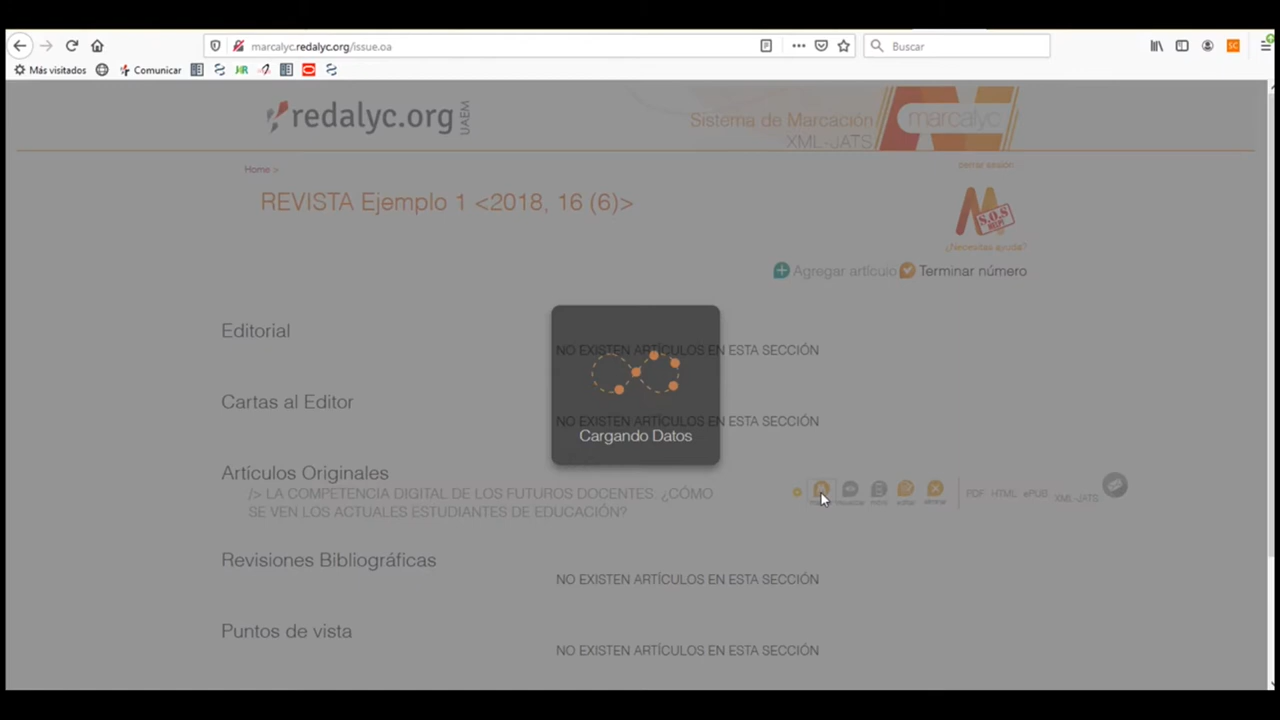 marcalyc.redalyc.org/issue.oa
Buscar
Más visitados
Comunicar
redalyc.org
UAEM
Sistema de Marcación
XML-JATS
marcalyc
cerrar sesión
Home >
REVISTA Ejemplo 1 <2018, 16 (6)>
S.O.S
¿Necesitas ayuda?
Agregar artículo
Terminar número
Editorial
NO EXISTEN ARTÍCULOS EN ESTA SECCIÓN
Cartas al Editor
NO EXISTEN ARTÍCULOS EN ESTA SECCIÓN
Cargando Datos
Artículos Originales
/> LA COMPETENCIA DIGITAL DE LOS FUTUROS DOCENTES: ¿CÓMO
SE VEN LOS ACTUALES ESTUDIANTES DE EDUCACIÓN?
PDF HTML ePUB XML-JATS
Revisiones Bibliográficas
NO EXISTEN ARTÍCULOS EN ESTA SECCIÓN
Puntos de vista
NO EXISTEN ARTÍCULOS EN ESTA SECCIÓN